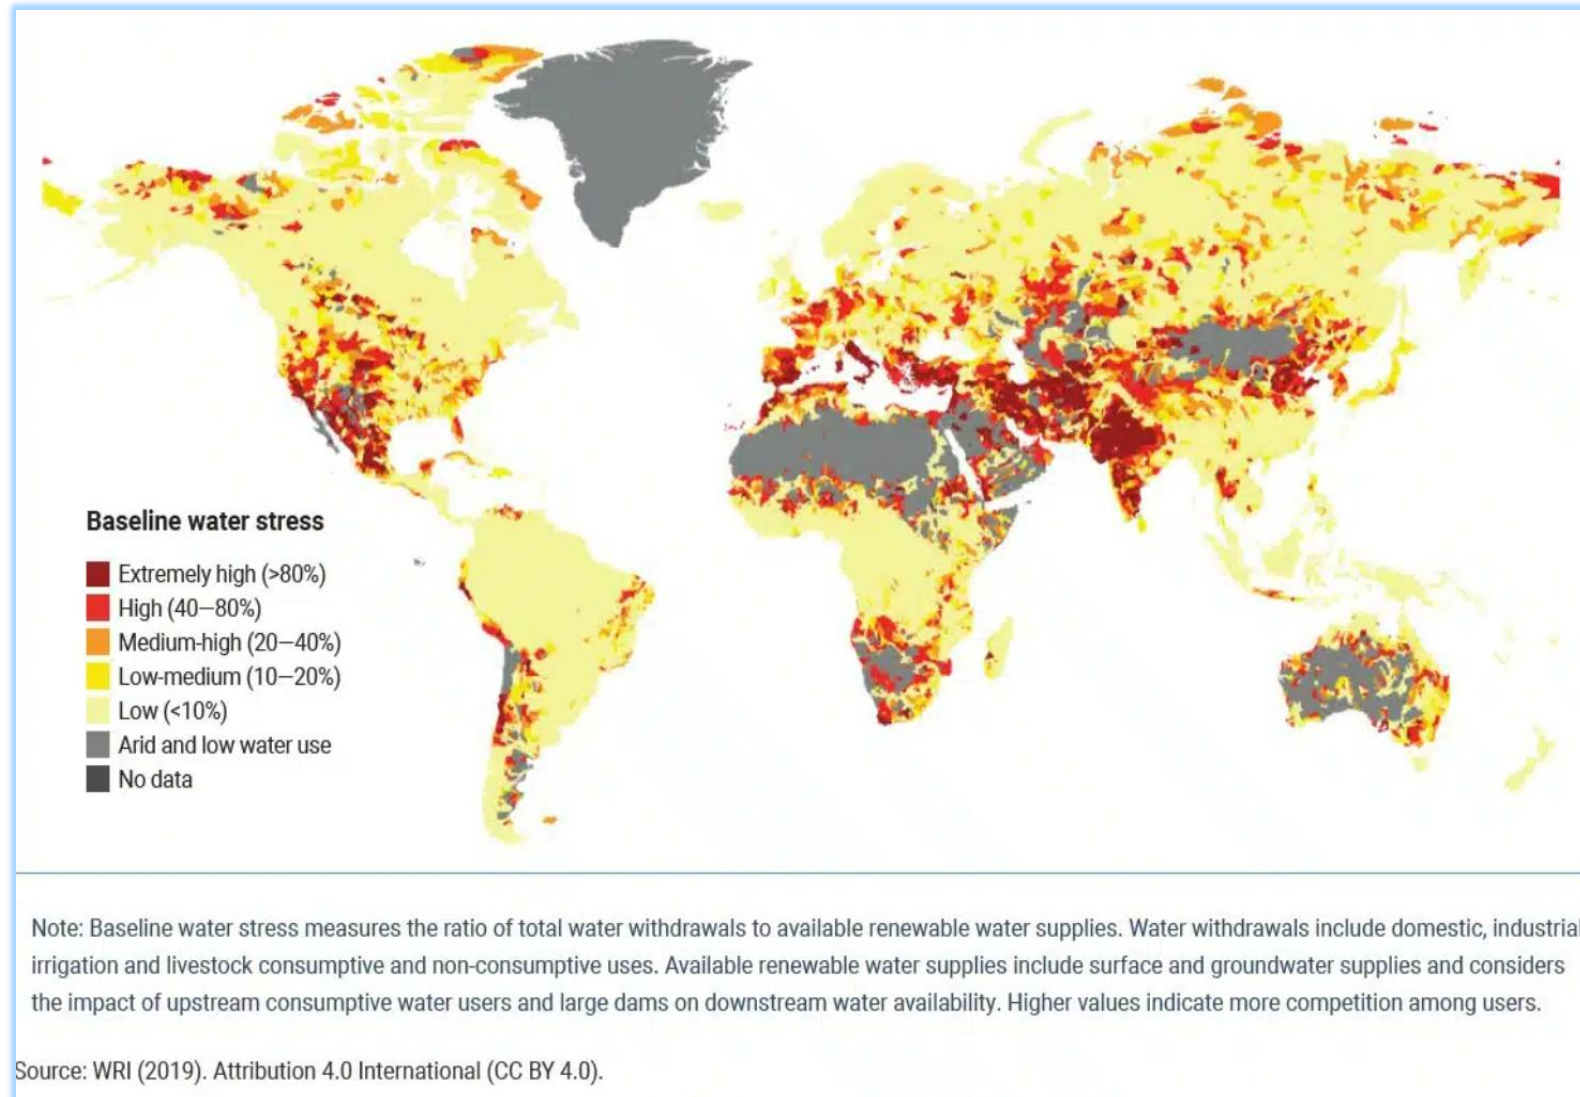 Baseline water stress
Extremely high (>80%)
High (40–80%)
Medium-high (20–40%)
Low-medium (10–20%)
Low (<10%)
Arid and low water use
No data
Note: Baseline water stress measures the ratio of total water withdrawals to available renewable water supplies. Water withdrawals include domestic, industrial
irrigation and livestock consumptive and non-consumptive uses. Available renewable water supplies include surface and groundwater supplies and considers
the impact of upstream consumptive water users and large dams on downstream water availability. Higher values indicate more competition among users.
Source: WRI (2019). Attribution 4.0 International (CC BY 4.0).